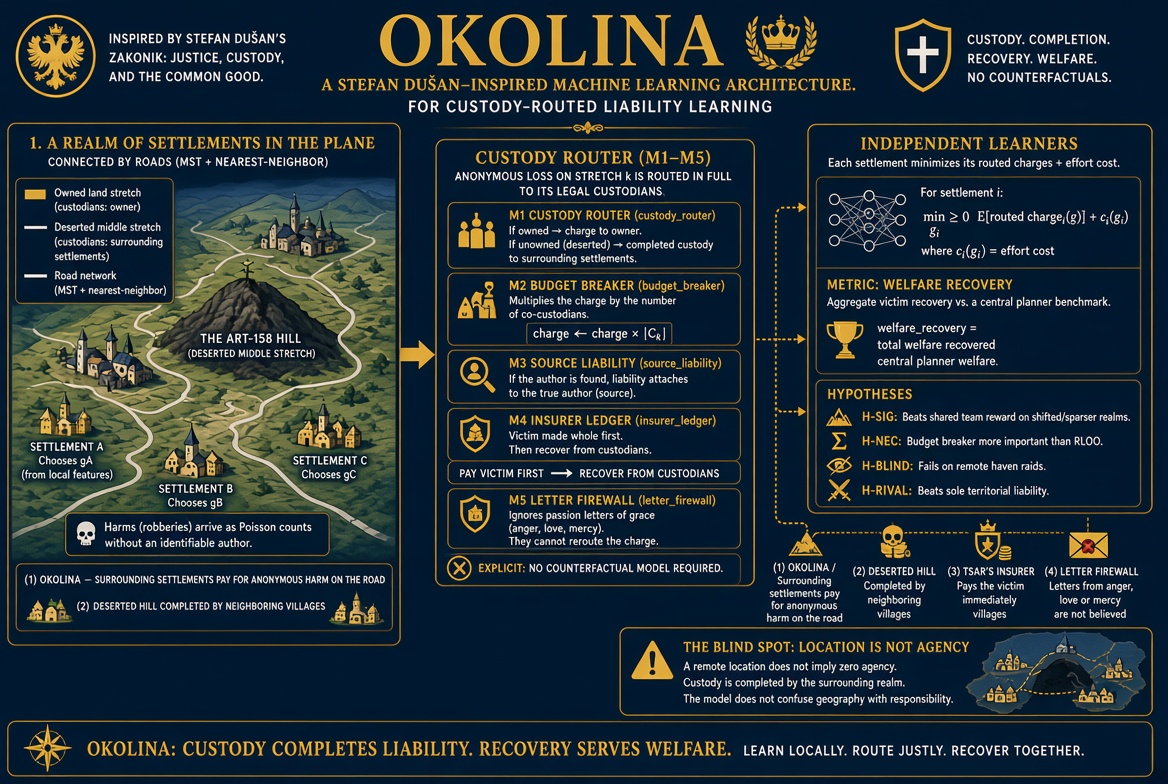 INSPIRED BY STEFAN DUŠAN'S
ZAKONIK: JUSTICE, CUSTODY,
AND THE COMMON GOOD.
OKOLINA
A STEFAN DUŠAN–INSPIRED MACHINE LEARNING ARCHITECTURE.
FOR CUSTODY–ROUTED LIABILITY LEARNING
CUSTODY. COMPLETION.
RECOVERY. WELFARE.
NO COUNTERFACTUALS.
1. A REALM OF SETTLEMENTS IN THE PLANE
CONNECTED BY ROADS (MST + NEAREST-NEIGHBOR)
Owned land stretch
(custodians: owner)
Deserted middle stretch
(custodians: surrounding
settlements)
Road network
(MST + nearest-neighbor)
THE ART-158 HILL
(DESERTED MIDDLE STRETCH)
SETTLEMENT A
Chooses gA
(from local features)
SETTLEMENT B
Chooses gB
SETTLEMENT C
Chooses gC
Harms (robberies) arrive as Poisson counts
without an identifiable author.
(1) OKOLINA — SURROUNDING SETTLEMENTS PAY FOR ANONYMOUS HARM ON THE ROAD
(2) DESERTED HILL COMPLETED BY NEIGHBORING VILLAGES
CUSTODY ROUTER (M1–M5)
ANONYMOUS LOSS ON STRETCH k IS ROUTED IN FULL
TO ITS LEGAL CUSTODIANS.
M1 CUSTODY ROUTER (custody_router)
If owned → charge to owner.
If unowned (deserted) → completed custody
to surrounding settlements.
M2 BUDGET BREAKER (budget_breaker)
Multiplies the charge by the number
of co-custodians.
charge ← charge × |Cₖ|
M3 SOURCE LIABILITY (source_liability)
If the author is found, liability attaches
to the true author (source).
M4 INSURER LEDGER (insurer_ledger)
Victim made whole first.
Then recover from custodians.
PAY VICTIM FIRST → RECOVER FROM CUSTODIANS
M5 LETTER FIREWALL (letter_firewall)
Ignores passion letters of grace
(anger, love, mercy).
They cannot reroute the charge.
EXPLICIT: NO COUNTERFACTUAL MODEL REQUIRED.
INDEPENDENT LEARNERS
Each settlement minimizes its routed charges + effort cost.
For settlement i:
min ≥ 0 E[routed chargeᵢ(g)] + cᵢ(gᵢ)
gᵢ
where cᵢ(gᵢ) = effort cost
METRIC: WELFARE RECOVERY
Aggregate victim recovery vs. a central planner benchmark.
welfare_recovery =
total welfare recovered
central planner welfare.
HYPOTHESES
H-SIG: Beats shared team reward on shifted/sparser realms.
H-NEC: Budget breaker more important than RLOO.
H-BLIND: Fails on remote haven raids.
H-RIVAL: Beats sole territorial liability.
(1) OKOLINA /
Surrounding
settlements pay
for anonymous
harm on the road
(2) DESERTED HILL
Completed by
neighboring
villages
(3) TSAR'S INSURER
Pays the victim
immediately
villages
(4) LETTER FIREWALL
Letters from anger,
love or mercy
are not believed
THE BLIND SPOT: LOCATION IS NOT AGENCY
A remote location does not imply zero agency.
Custody is completed by the surrounding realm.
The model does not confuse geography with responsibility.
OKOLINA: CUSTODY COMPLETES LIABILITY. RECOVERY SERVES WELFARE. LEARN LOCALLY. ROUTE JUSTLY. RECOVER TOGETHER.